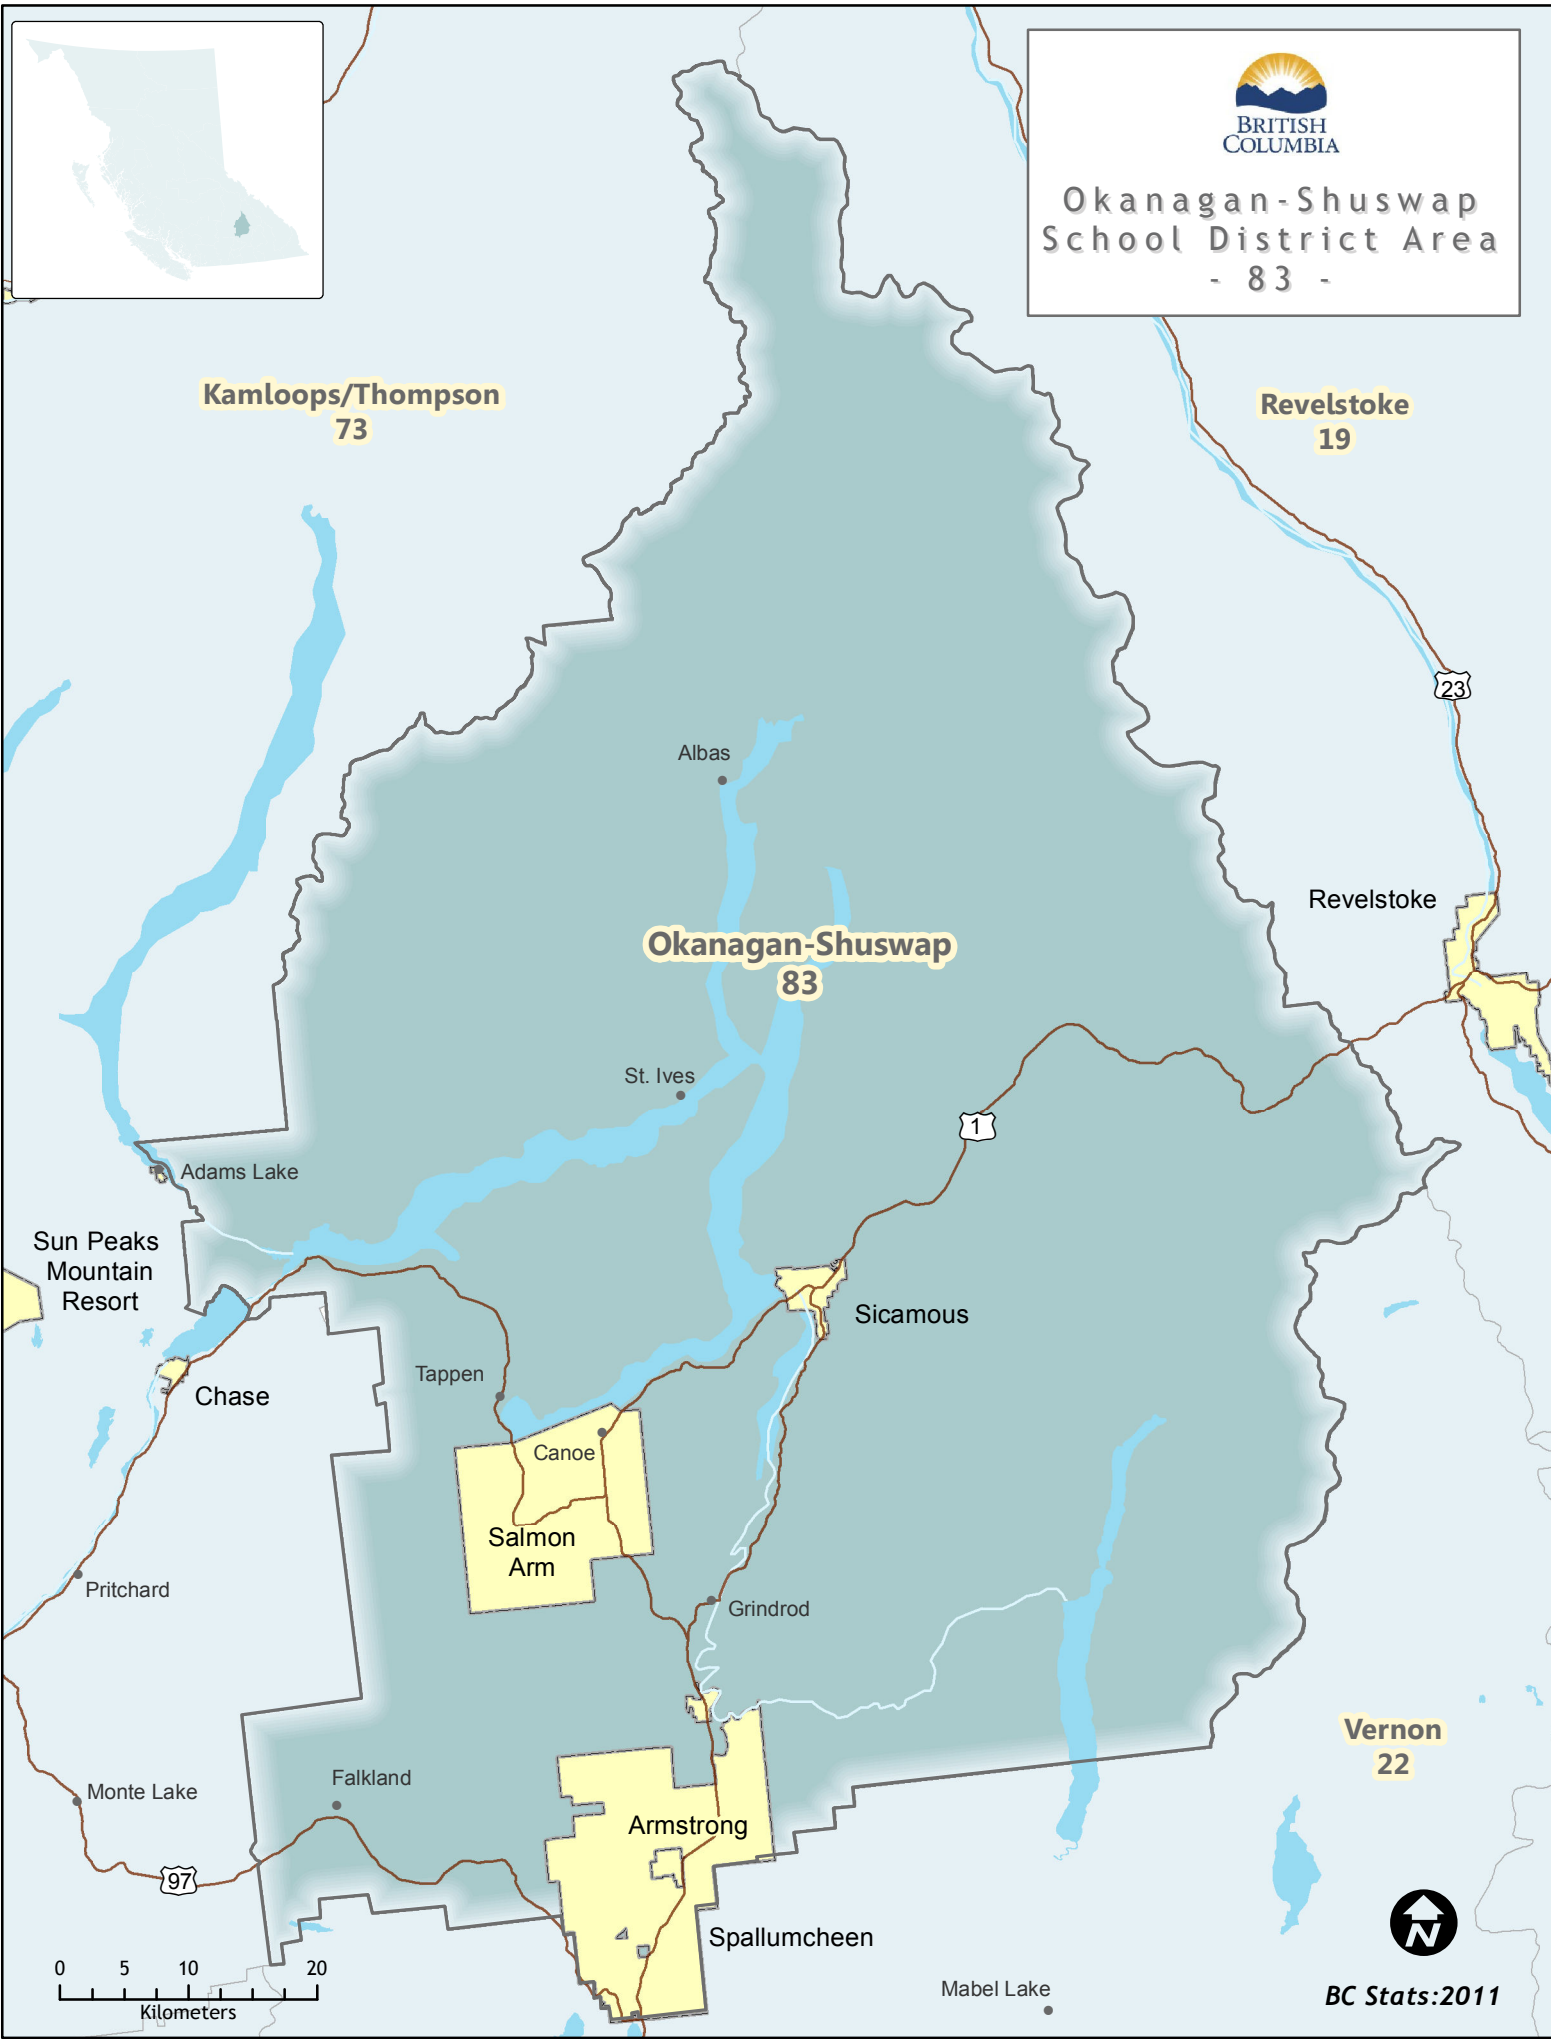 BRITISH
COLUMBIA
Okanagan-Shuswap
School District Area
- 83 -
Kamloops/Thompson
73
Revelstoke
19
23
Albas
Revelstoke
Okanagan-Shuswap
83
St. Ives
1
Adams Lake
Sun Peaks
Mountain
Resort
Sicamous
Tappen
Chase
Canoe
Salmon
Arm
Pritchard
Grindrod
Vernon
22
Falkland
Monte Lake
Armstrong
97
Spallumcheen
0 5 10 20
Kilometers
Mabel Lake
N
BC Stats:2011